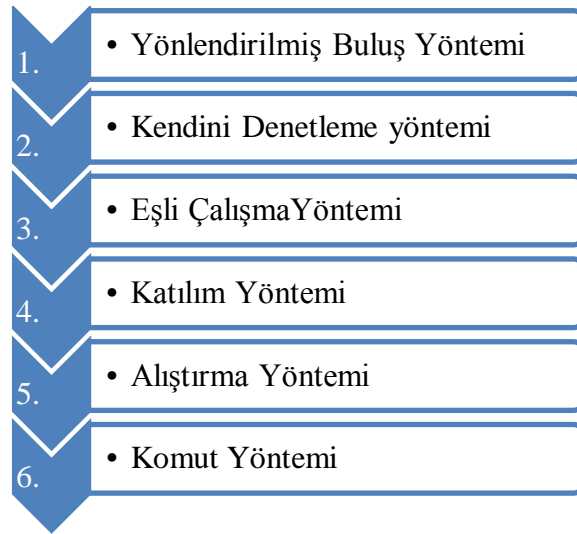 1. • Yönlendirilmiş Buluş Yöntemi
2. • Kendini Denetleme yöntemi
3. • Eşli ÇalışmaYöntemi
4. • Katılım Yöntemi
5. • Alıştırma Yöntemi
6. • Komut Yöntemi